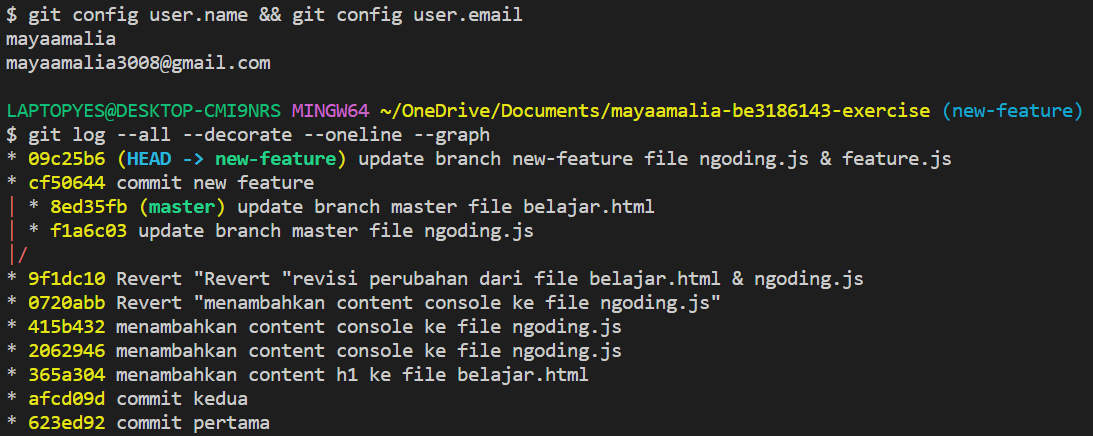 $ git config user.name && git config user.email
mayaamalia
mayaamalia3008@gmail.com
LAPTOPYES@DESKTOP-CMI9NRS MINGW64 ~/OneDrive/Documents/mayaamalia-be3186143-exercise (new-feature)
$ git log --all --decorate --oneline --graph
* 09c25b6 (HEAD -> new-feature) update branch new-feature file ngoding.js & feature.js
* cf50644 commit new feature
| * 8ed35fb (master) update branch master file belajar.html
| * f1a6c03 update branch master file ngoding.js
|/
* 9f1dc10 Revert "Revert "revisi perubahan dari file belajar.html & ngoding.js
* 0720abb Revert "menambahkan content console ke file ngoding.js"
* 415b432 menambahkan content console ke file ngoding.js
* 2062946 menambahkan content console ke file ngoding.js
* 365a304 menambahkan content h1 ke file belajar.html
* afcd09d commit kedua
* 623ed92 commit pertama